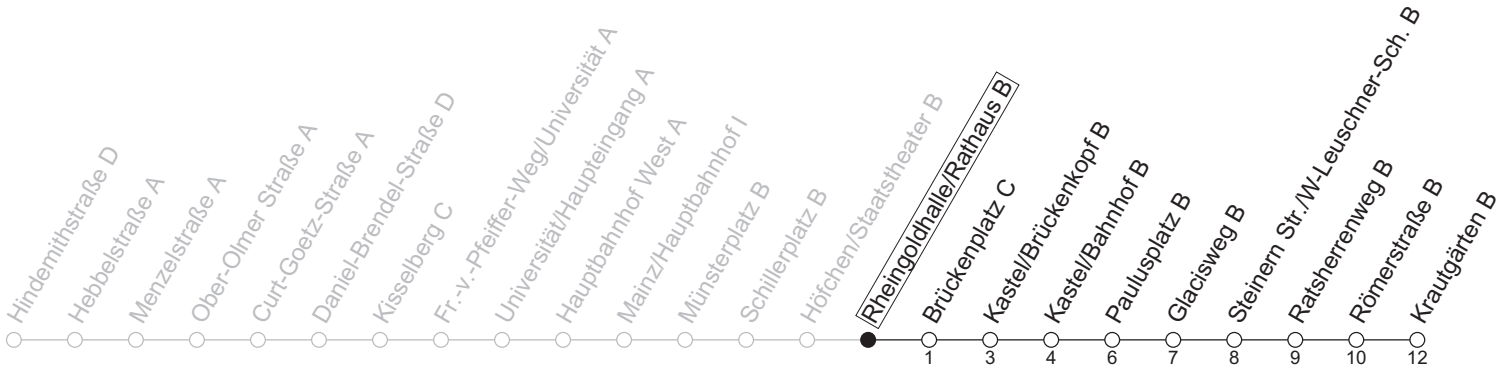 Hindemithstraße D
Hebbelstraße A
Menzelstraße A
Ober-Olmer Straße A
Curt-Goetz-Straße A
Daniel-Brendel-Straße D
Kisselberg C
Fr.-v.-Pfeiffer-Weg/Universität A
Universität/Haupteingang A
Hauptbahnhof West A
Mainz/Hauptbahnhof I
Münsterplatz B
Schillerplatz B
Höfchen/Staatstheater B
Rheingoldhalle/Rathaus B
Brückenplatz C
Kastel/Brückenkopf B
Kastel/Bahnhof B
Paulusplatz B
Glacisweg B
Steinern Str./W-Leuschner-Sch. B
Ratsherrenweg B
Römerstraße B
Krautgärten B
1 3 4 6 7 8 9 10 12